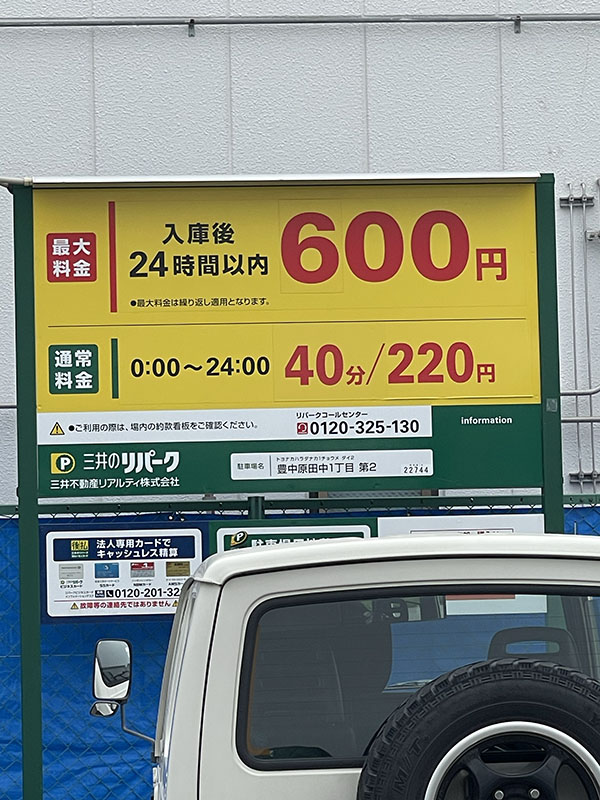 最大
料金
入庫後
24時間以内
600円
●最大料金は繰り返し適用となります。
通常
料金
0:00～24:00
40分/220円
●ご利用の際は、場内の約款看板をご確認ください。
リパークコールセンター
0120-325-130
information
P 三井のリパーク
三井不動産リアルティ株式会社
駐車場名
トヨナカハラダナカ1チョウメ ダイ2
豊中原田中1丁目 第2
22744
後払
法人専用カードで
キャッシュレス精算
0120-201-32
故障等の連絡先ではありません
P
M/T